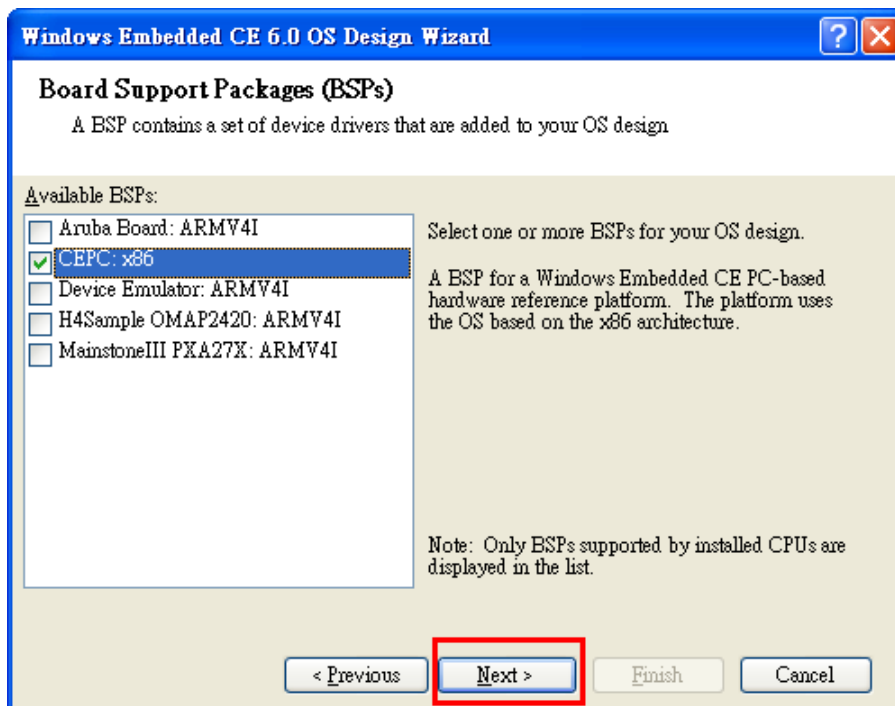 Windows Embedded CE 6.0 OS Design Wizard
Board Support Packages (BSPs)
A BSP contains a set of device drivers that are added to your OS design
Available BSPs:
Aruba Board: ARMV4I
CEPC: x86
Device Emulator: ARMV4I
H4Sample OMAP2420: ARMV4I
MainstoneIII PXA27X: ARMV4I
Select one or more BSPs for your OS design.
A BSP for a Windows Embedded CE PC-based
hardware reference platform. The platform uses
the OS based on the x86 architecture.
Note: Only BSPs supported by installed CPUs are
displayed in the list.
< Previous
Next >
Finish
Cancel